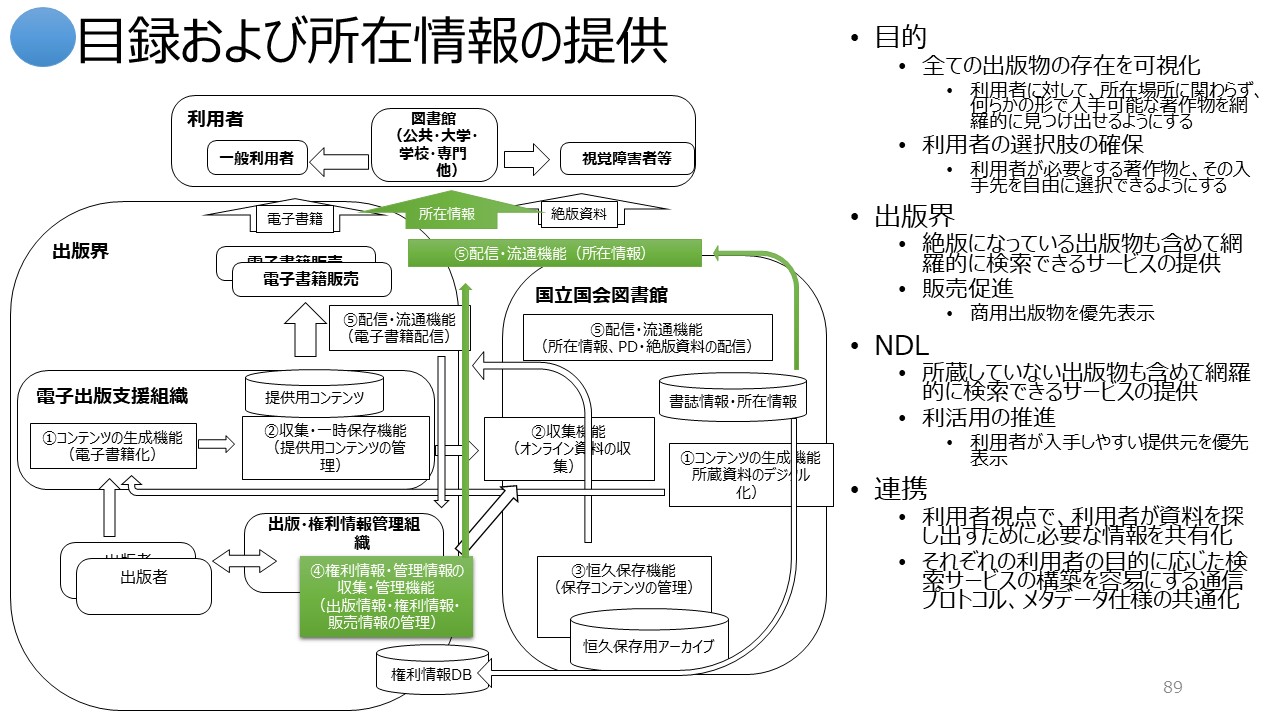 目録および所在情報の提供
利用者
図書館
（公共・大学・
学校・専門
他）
一般利用者
視覚障害者等
電子書籍
所在情報
絶版資料
出版界
⑤配信・流通機能（所在情報）
電子書籍販売
電子書籍販売
国立国会図書館
⑤配信・流通機能
（電子書籍配信）
⑤配信・流通機能
（所在情報、PD・絶版資料の配信）
電子出版支援組織
提供用コンテンツ
書誌情報・所在情報
①コンテンツの生成機能
（電子書籍化）
②収集・一時保存機能
（提供用コンテンツの管
理）
②収集機能
（オンライン資料の収
集）
①コンテンツの生成機能
所蔵資料のデジタル
化）
出版・権利情報管理組
織
出版者
出版者
④権利情報・管理情報の
収集・管理機能
（出版情報・権利情報・
販売情報の管理）
③恒久保存機能
（保存コンテンツの管理）
恒久保存用アーカイブ
権利情報DB
• 目的
• 全ての出版物の存在を可視化
• 利用者に対して、所在場所に関わらず、
何らかの形で入手可能な著作物を網
羅的に見つけ出せるようにする
• 利用者の選択肢の確保
• 利用者が必要とする著作物と、その入
手先を自由に選択できるようにする
• 出版界
• 絶版になっている出版物も含めて網
羅的に検索できるサービスの提供
• 販売促進
• 商用出版物を優先表示
• NDL
• 所蔵していない出版物も含めて網羅
的に検索できるサービスの提供
• 利活用の推進
• 利用者が入手しやすい提供元を優先
表示
• 連携
• 利用者視点で、利用者が資料を探
し出すために必要な情報を共有化
• それぞれの利用者の目的に応じた検
索サービスの構築を容易にする通信
プロトコル、メタデータ仕様の共通化
89